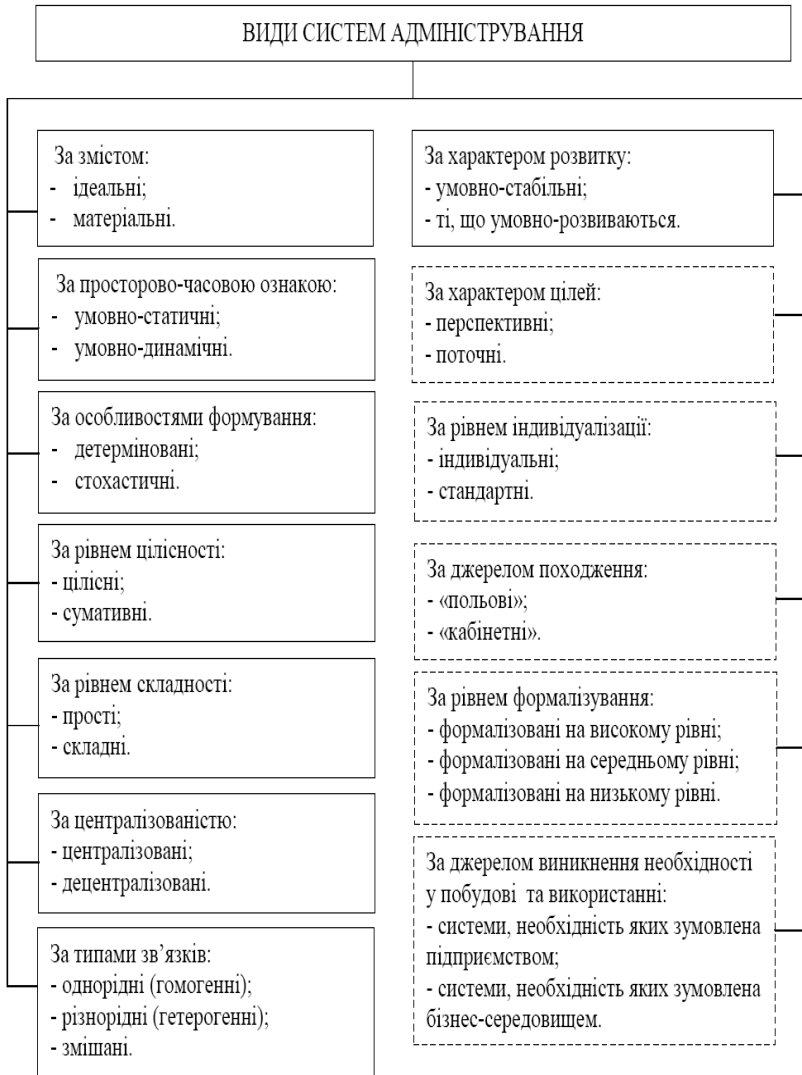 ВИДИ СИСТЕМ АДМІНІСТРУВАННЯ
За змістом:
- ідеальні;
- матеріальні.
За просторово-часовою ознакою:
- умовно-статичні;
- умовно-динамічні.
За особливостями формування:
- детерміновані;
- стохастичні.
За рівнем цілісності:
- цілісні;
- сумативні.
За рівнем складності:
- прості;
- складні.
За централізованістю:
- централізовані;
- децентралізовані.
За типами зв’язків:
- однорідні (гомогенні);
- різнорідні (гетерогенні);
- змішані.
За характером розвитку:
- умовно-стабільні;
- ті, що умовно-розвиваються.
За характером цілей:
- перспективні;
- поточні.
За рівнем індивідуалізації:
- індивідуальні;
- стандартні.
За джерелом походження:
- «польові»;
- «кабінетні».
За рівнем формалізування:
- формалізовані на високому рівні;
- формалізовані на середньому рівні;
- формалізовані на низькому рівні.
За джерелом виникнення необхідності
у побудові та використанні:
- системи, необхідність яких зумовлена
підприємством;
- системи, необхідність яких зумовлена
бізнес-середовищем.